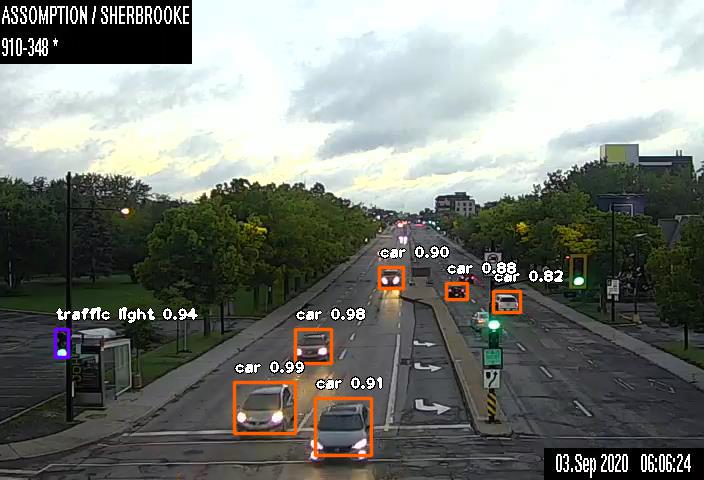 ASSOMPTION / SHERBROOKE
910-348 *
car 0.90
car 0.88
car 0.82
traffic light 0.94
car 0.98
car 0.99
car 0.91
03.Sep 2020 06:06:24